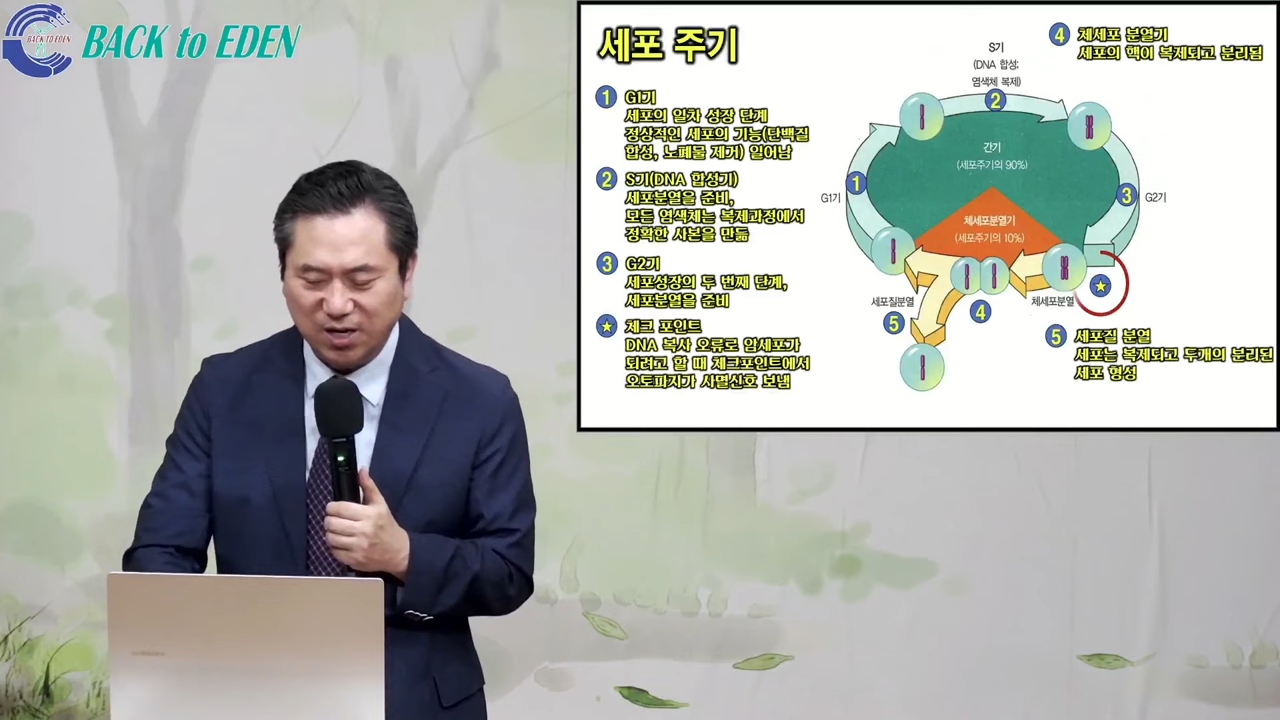 BACK TO EDEN
BACK to EDEN
세포 주기
1 G1기
세포의 일차 성장 단계
정상적인 세포의 기능(단백질
합성, 노폐물 제거) 일어남
2 S기(DNA 합성기)
세포분열을 준비,
모든 염색체는 복제과정에서
정확한 사본을 만듦
3 G2기
세포성장의 두 번째 단계,
세포분열을 준비
체크 포인트
DNA 복사 오류로 암세포가
되려고 할 때 체크포인트에서
오토파지가 사멸신호 보냄
4 체세포 분열기
세포의 핵이 복제되고 분리됨
S기
(DNA 합성;
염색체 복제)
2
간기
(세포주기의 90%)
1
G1기
3
G2기
체세포분열기
(세포주기의 10%)
세포질분열
체세포분열
4
5
5 세포질 분열
세포는 복제되고 두개의 분리된
세포 형성